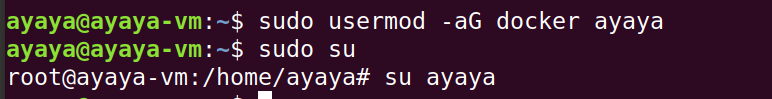 ayaya@ayaya-vm:~$ sudo usermod -aG docker ayaya
ayaya@ayaya-vm:~$ sudo su
root@ayaya-vm:/home/ayaya# su ayaya